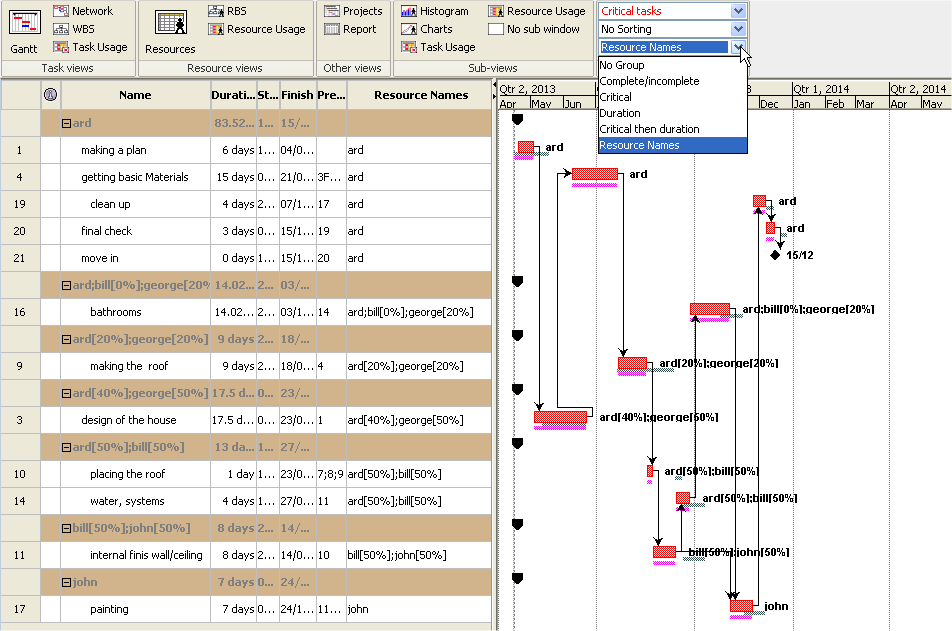 Network
RBS
Projects
Histogram
Resource Usage
Critical tasks
WBS
Resource Usage
Report
Charts
No sub window
No Sorting
Gantt
Task Usage
Resources
Task Usage
Resource Names
Task views
Resource views
Other views
Sub-views
No Group
Complete/incomplete
Critical
Duration
Critical then duration
Resource Names
Name
Durati...
St...
Finish
Pre...
Resource Names
Qtr 2, 2013
3
Qtr 1, 2014
Qtr 2, 2014
Apr
May
Jun
Dec
Jan
Feb
Mar
Apr
May
ard
83.52...
1...
15/...
1
making a plan
6 days
1...
04/0...
ard
ard
4
getting basic Materials
15 days
0...
21/0...
3F...
ard
ard
19
clean up
4 days
2...
07/1...
17
ard
ard
20
final check
3 days
0...
15/1...
19
ard
ard
21
move in
0 days
1...
15/1...
20
ard
15/12
ard;bill[0%];george[20%
14.02...
2...
03/...
16
bathrooms
14.02...
2...
03/1...
14
ard;bill[0%];george[20%]
ard;bill[0%];george[20%]
ard[20%];george[20%]
9 days
2...
18/...
9
making the roof
9 days
2...
18/0...
4
ard[20%];george[20%]
ard[20%];george[20%]
ard[40%];george[50%]
17.5 d...
0...
23/...
3
design of the house
17.5 d...
0...
23/0...
1
ard[40%];george[50%]
ard[40%];george[50%]
ard[50%];bill[50%]
13 da...
1...
27/...
10
placing the roof
1 day
1...
23/0...
7;8;9
ard[50%];bill[50%]
ard[50%];bill[50%]
14
water, systems
4 days
1...
27/0...
11
ard[50%];bill[50%]
ard[50%];bill[50%]
bill[50%];john[50%]
8 days
2...
14/...
11
internal finis wall/ceiling
8 days
2...
14/0...
10
bill[50%];john[50%]
bill[50%];john[50%]
john
7 days
0...
24/...
17
painting
7 days
0...
24/1...
11...
john
john